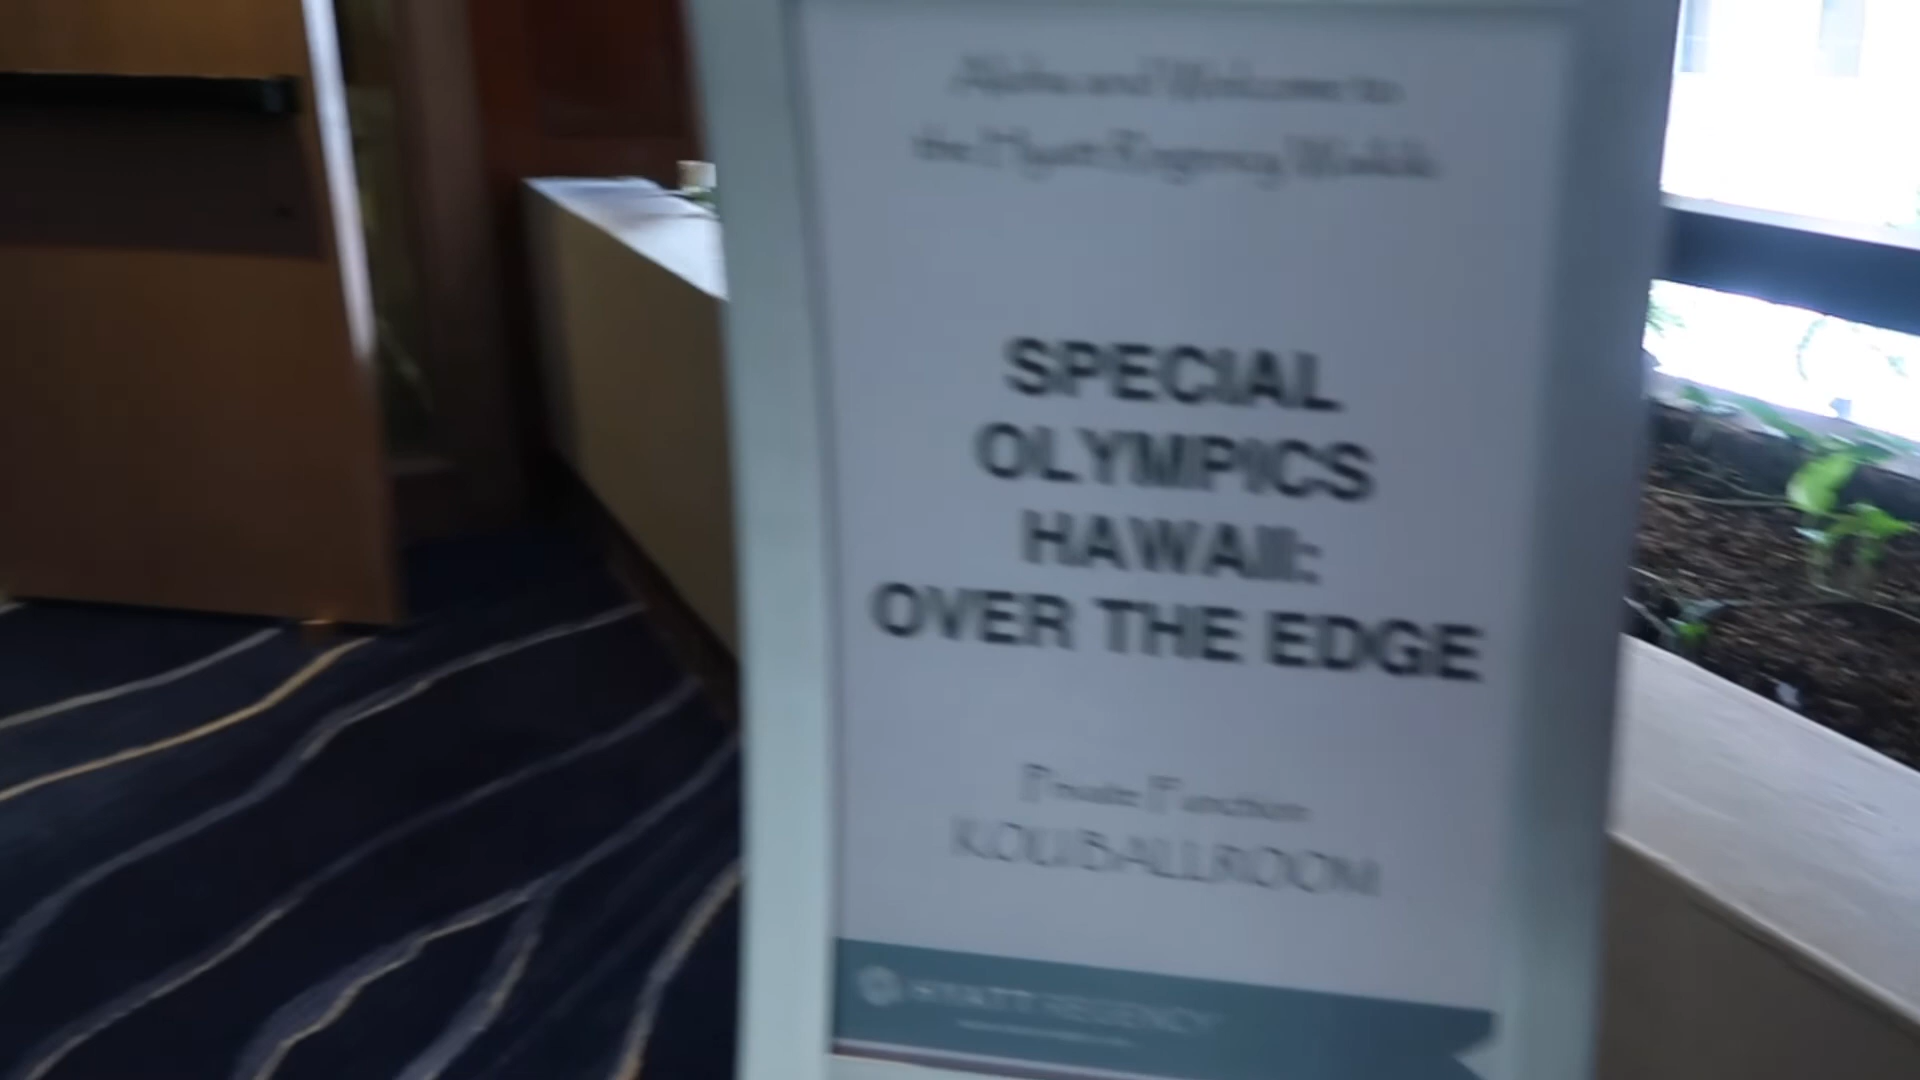 Aloha and Welcome to
the Hyatt Regency Waikiki
SPECIAL
OLYMPICS
HAWAII:
OVER THE EDGE
Private Function
KOU BALLROOM
HYATT REGENCY